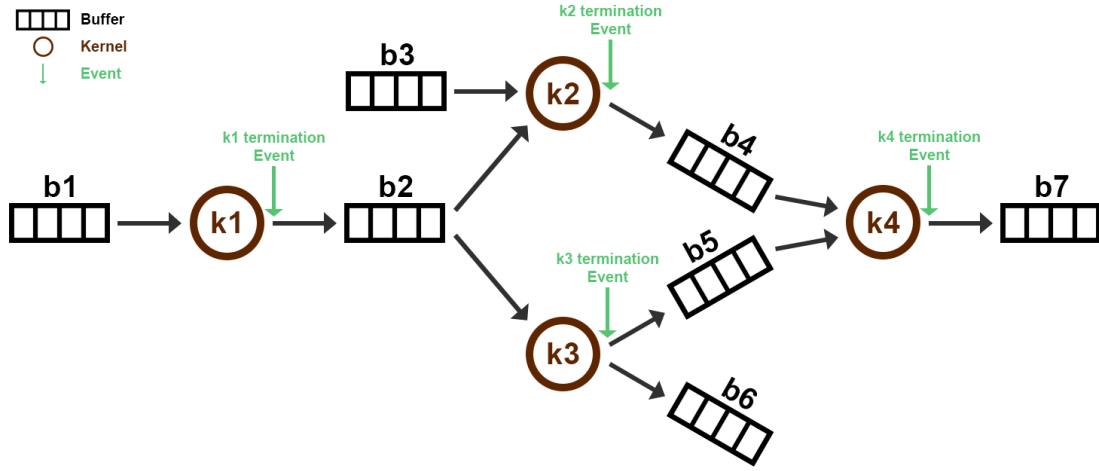 Buffer
Kernel
Event
k2 termination
Event
b3
k2
k1 termination
Event
b4
k4 termination
Event
b1
k1
b2
k4
b7
k3 termination
Event
b5
k3
b6